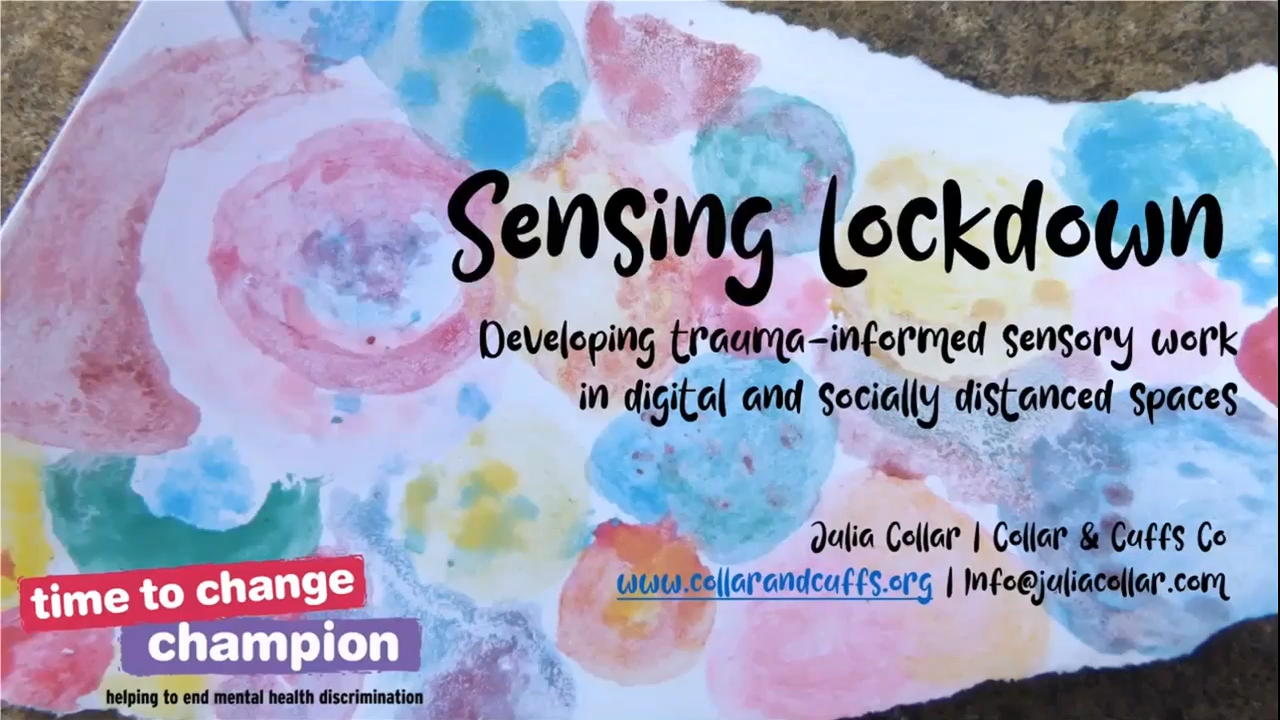 Sensing Lockdown
Developing trauma-informed sensory work
in digital and socially distanced spaces
Julia Collar | Collar & Cuffs Co
www.collarandcuffs.org | Info@juliacollar.com
time to change
champion
helping to end mental health discrimination